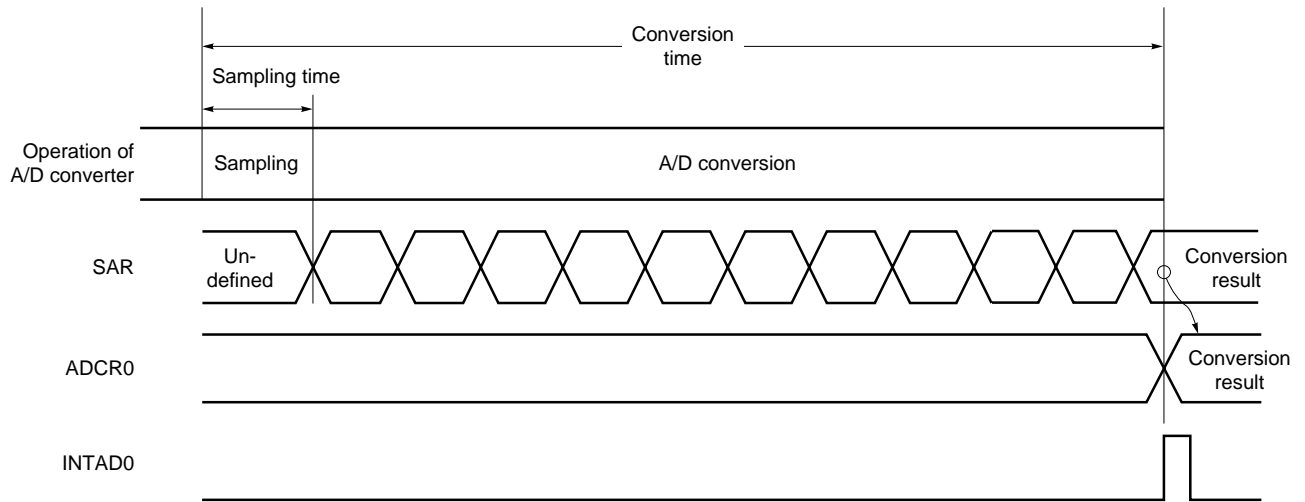 Conversion
time
Sampling time
Operation of
A/D converter
Sampling
A/D conversion
SAR
Un-
defined
Conversion
result
ADCR0
Conversion
result
INTAD0